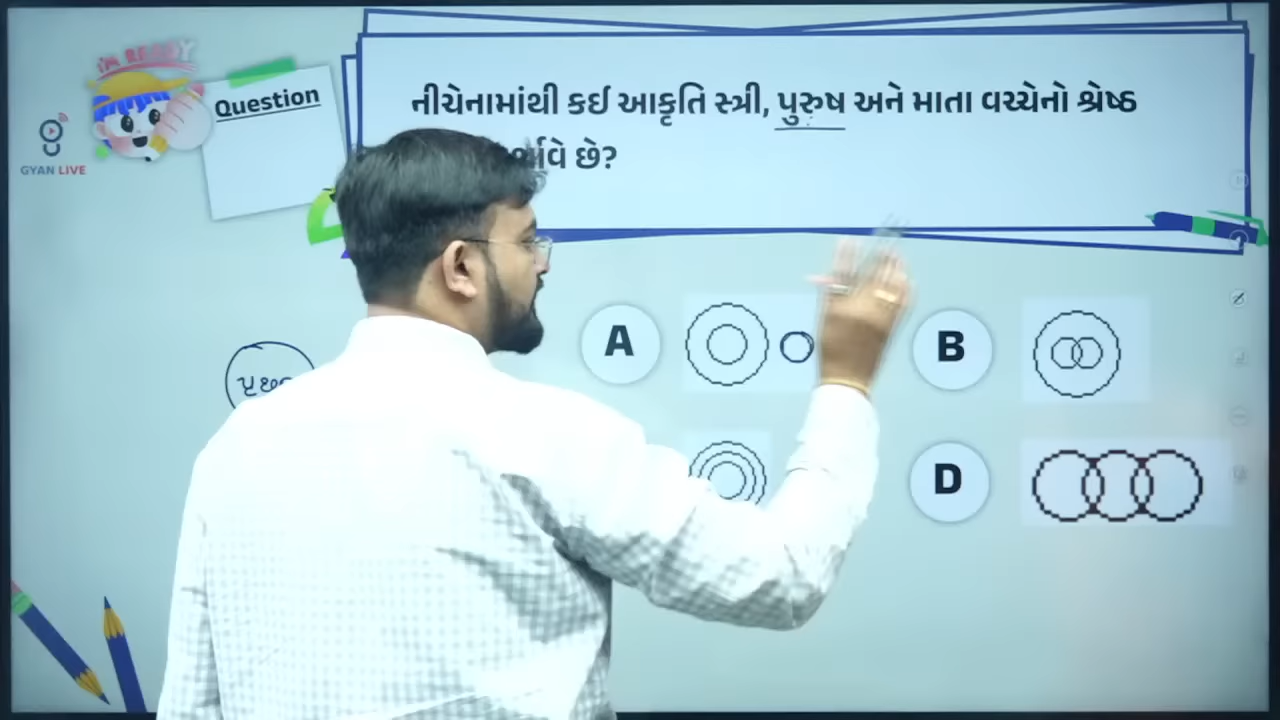 I'M READY
Question
GYAN LIVE
નીચેનામાંથી કઈ આકૃતિ સ્ત્રી, પુરુષ અને માતા વચ્ચેનો શ્રેષ્ઠ
છે?
A
B
D